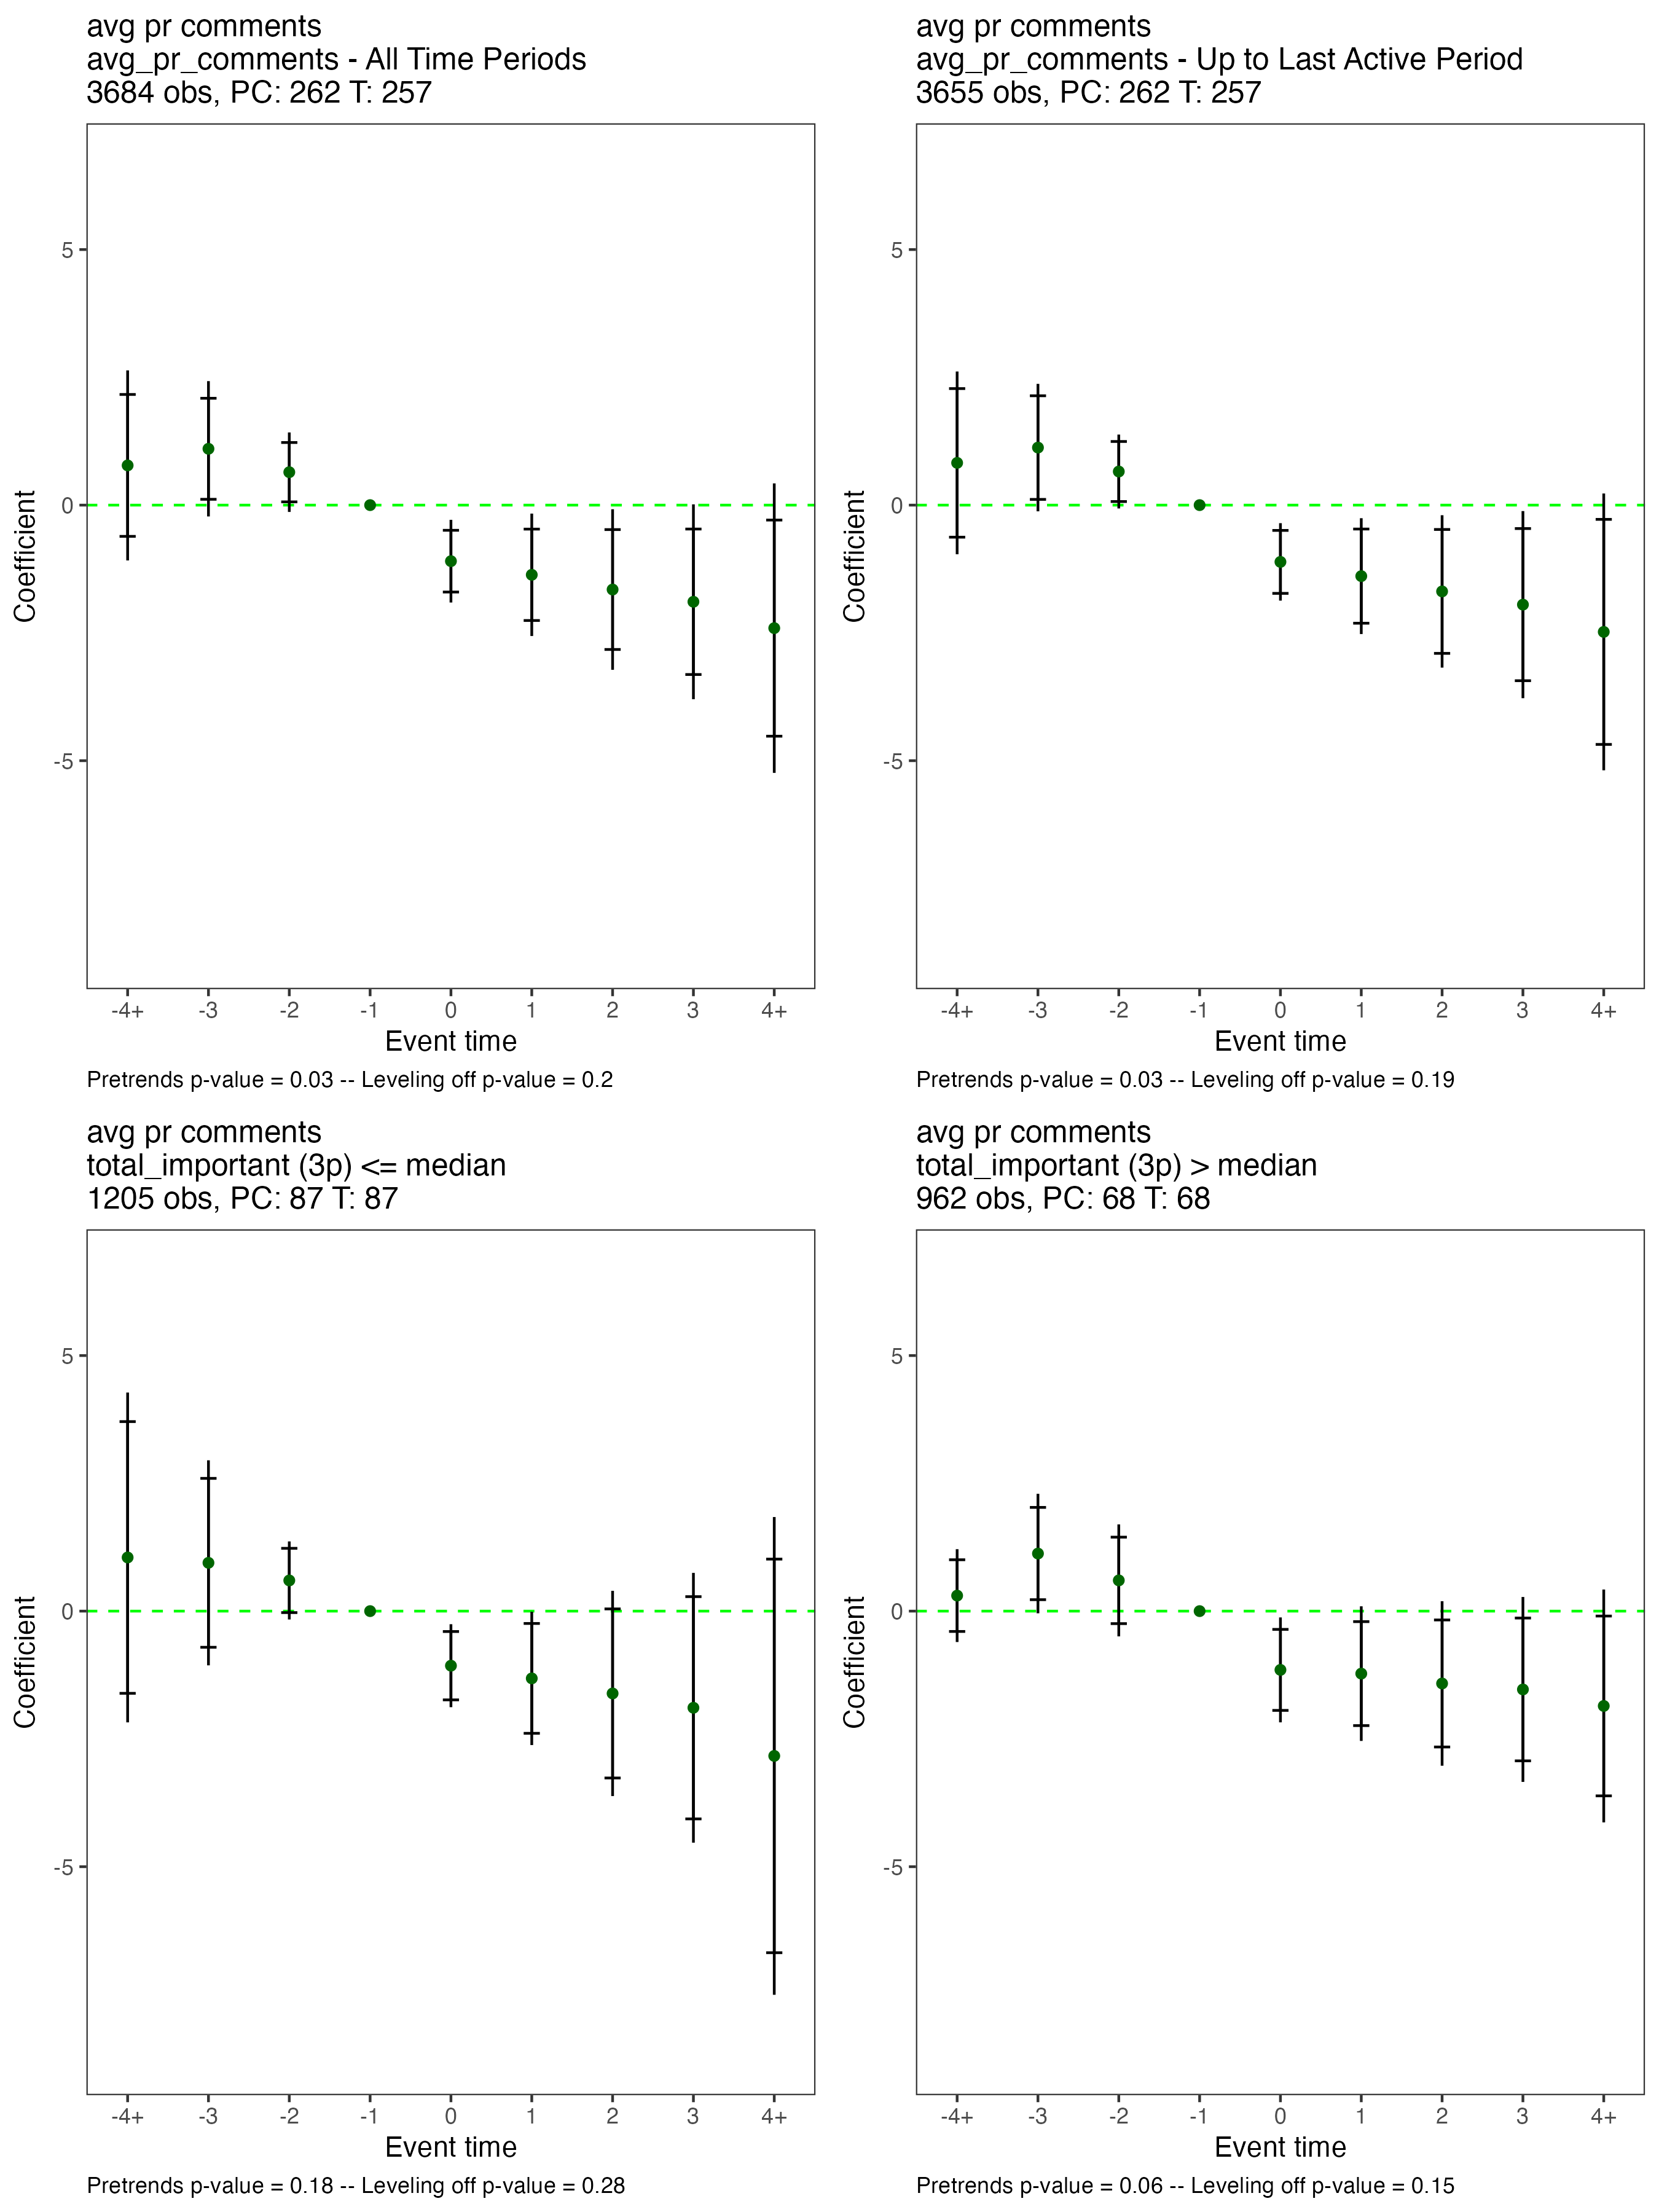 avg pr comments
avg_pr_comments - All Time Periods
3684 obs, PC: 262 T: 257
5
0
-5
Coefficient
-4+ -3 -2 -1 0 1 2 3 4+
Event time
Pretrends p-value = 0.03 -- Leveling off p-value = 0.2
avg pr comments
avg_pr_comments - Up to Last Active Period
3655 obs, PC: 262 T: 257
5
0
-5
Coefficient
-4+ -3 -2 -1 0 1 2 3 4+
Event time
Pretrends p-value = 0.03 -- Leveling off p-value = 0.19
avg pr comments
total_important (3p) <= median
1205 obs, PC: 87 T: 87
5
0
-5
Coefficient
-4+ -3 -2 -1 0 1 2 3 4+
Event time
Pretrends p-value = 0.18 -- Leveling off p-value = 0.28
avg pr comments
total_important (3p) > median
962 obs, PC: 68 T: 68
5
0
-5
Coefficient
-4+ -3 -2 -1 0 1 2 3 4+
Event time
Pretrends p-value = 0.06 -- Leveling off p-value = 0.15